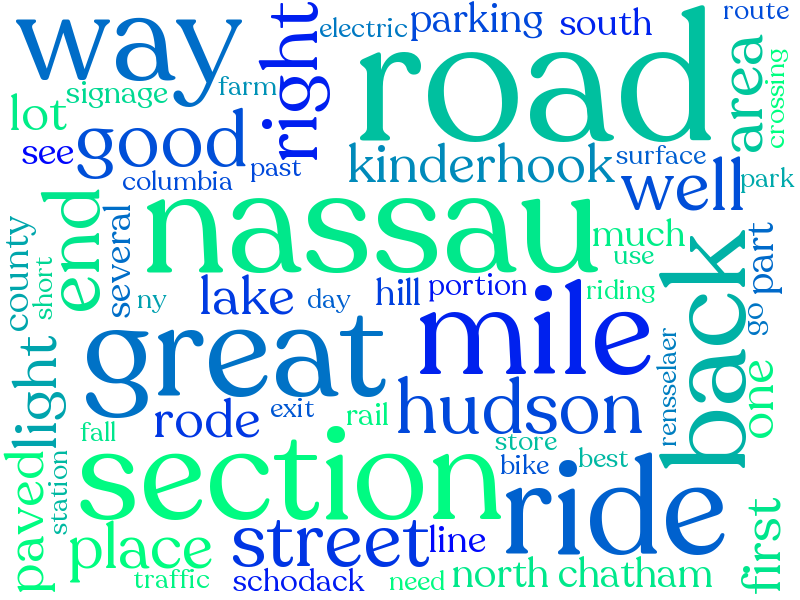 way
right
electric
parking
south
route
road
signage
farm
lot
area
crossing
see
good
past
columbia
kinderhook
surface
well
park
end
several
nassau
much
use
county
short
ny
lake
day
hill
portion
riding
back
part
go
great
mile
light
rode
exit
rail
hudson
rensselaer
one
fall
store
paved
station
section
bike
best
ride
first
place
street
line
traffic
schodack
need
north chatham